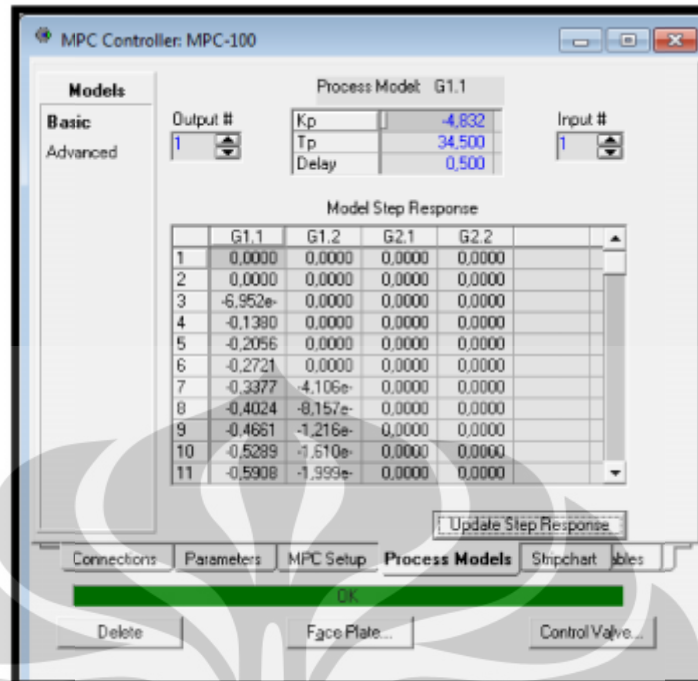 MPC Controller: MPC-100
Models
Basic
Advanced
Process Model: G1.1
Output #
1
Kp -4,832
Tp 34,500
Delay 0,500
Input #
1
Model Step Response
G1.1 G1.2 G2.1 G2.2
1 0,0000 0,0000 0,0000 0,0000
2 0,0000 0,0000 0,0000 0,0000
3 -6,952e- 0,0000 0,0000 0,0000
4 -0,1380 0,0000 0,0000 0,0000
5 -0,2056 0,0000 0,0000 0,0000
6 -0,2721 0,0000 0,0000 0,0000
7 -0,3377 -4,106e- 0,0000 0,0000
8 -0,4024 -8,157e- 0,0000 0,0000
9 -0,4661 -1,216e- 0,0000 0,0000
10 -0,5289 -1,610e- 0,0000 0,0000
11 -0,5908 -1,999e- 0,0000 0,0000
Update Step Response
Connections Parameters MPC Setup Process Models Stripchart ables
OK
Delete Face Plate... Control Valve...